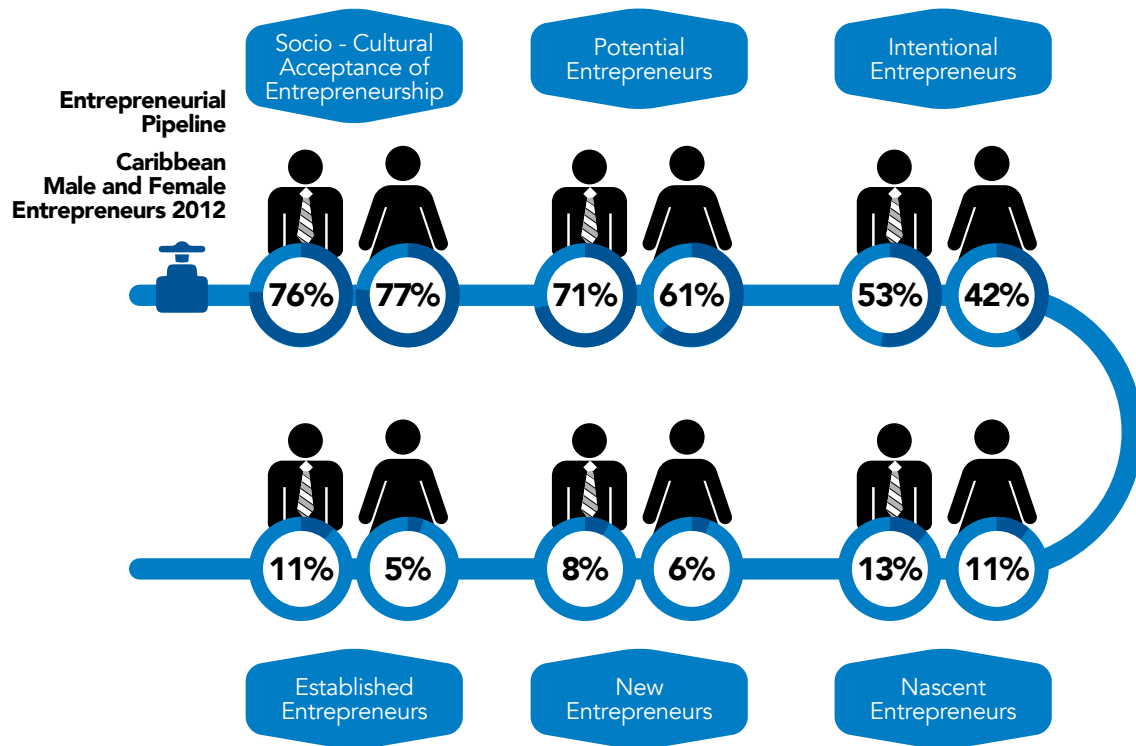 Socio - Cultural
Acceptance of
Entrepreneurship
Potential
Entrepreneurs
Intentional
Entrepreneurs
Entrepreneurial
Pipeline
Caribbean
Male and Female
Entrepreneurs 2012
76%
77%
71%
61%
53%
42%
11%
5%
8%
6%
13%
11%
Established
Entrepreneurs
New
Entrepreneurs
Nascent
Entrepreneurs